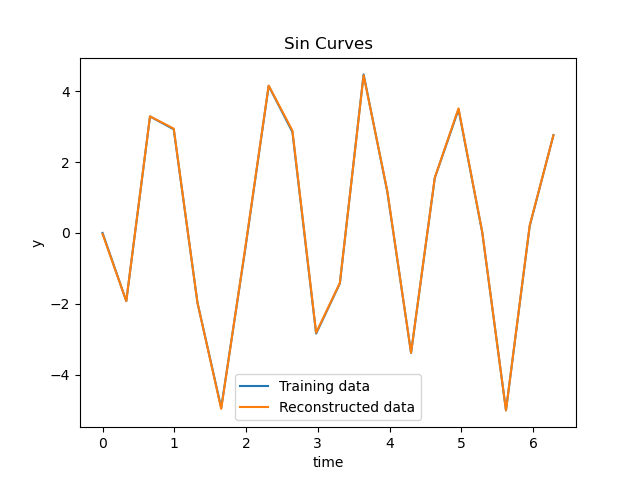 Sin Curves
4
2
0
−2
−4
y
Training data
Reconstructed data
0 1 2 3 4 5 6
time